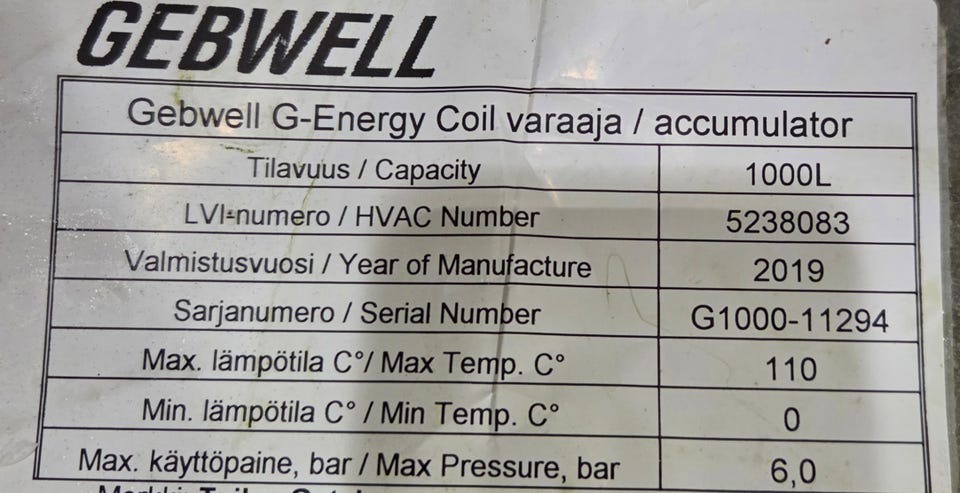 GEBWELL
Gebwell G-Energy Coil varaaja / accumulator
Tilavuus / Capacity 1000L
LVI-numero / HVAC Number 5238083
Valmistusvuosi / Year of Manufacture 2019
Sarjanumero / Serial Number G1000-11294
Max. lämpötila C°/ Max Temp. C° 110
Min. lämpötila C° / Min Temp. C° 0
Max. käyttöpaine, bar / Max Pressure, bar 6,0